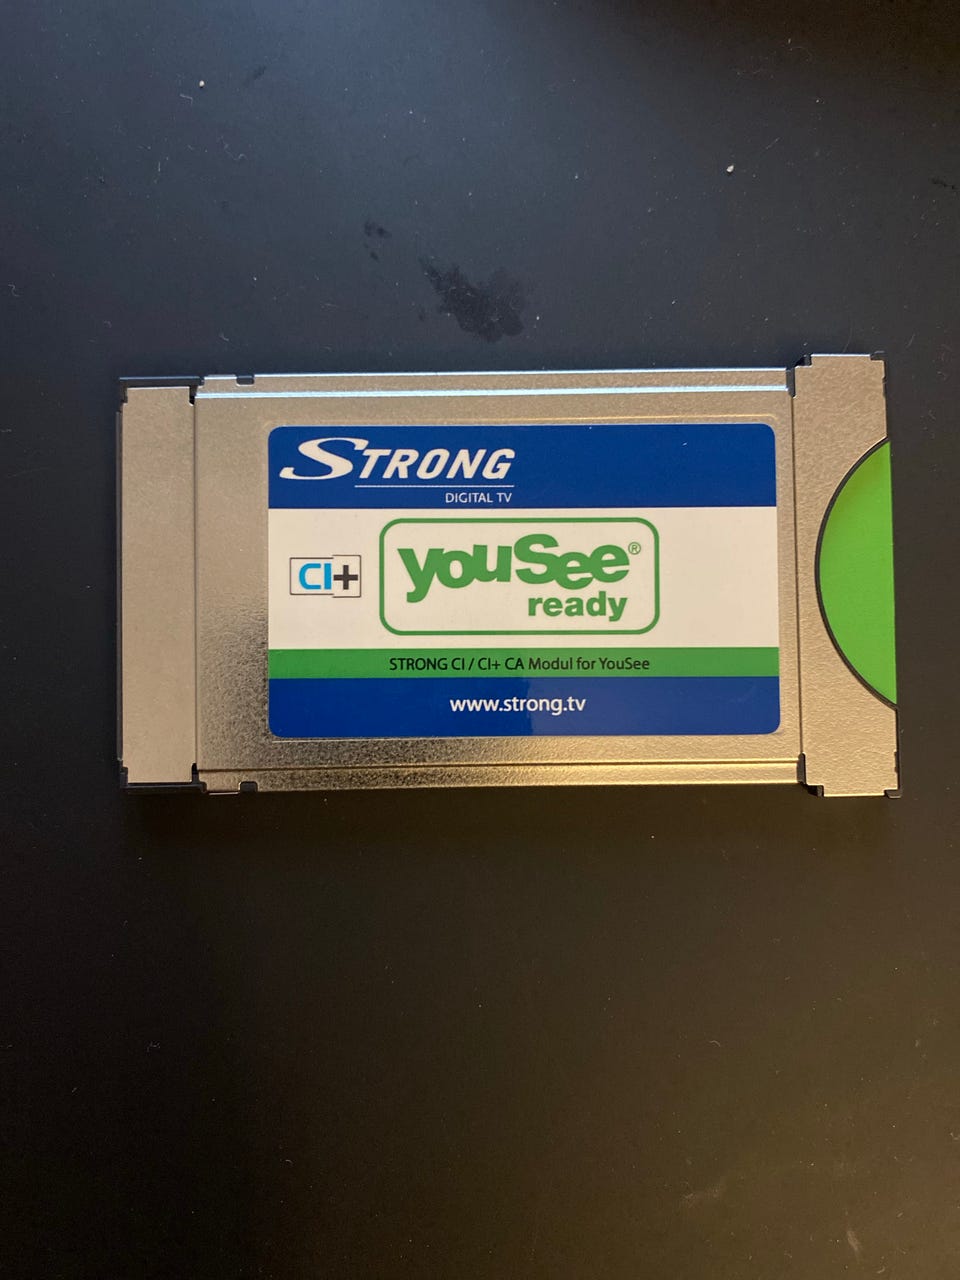 STRONG
DIGITAL TV
CI+
youSee®
ready
STRONG CI / CI+ CA Modul for YouSee
www.strong.tv